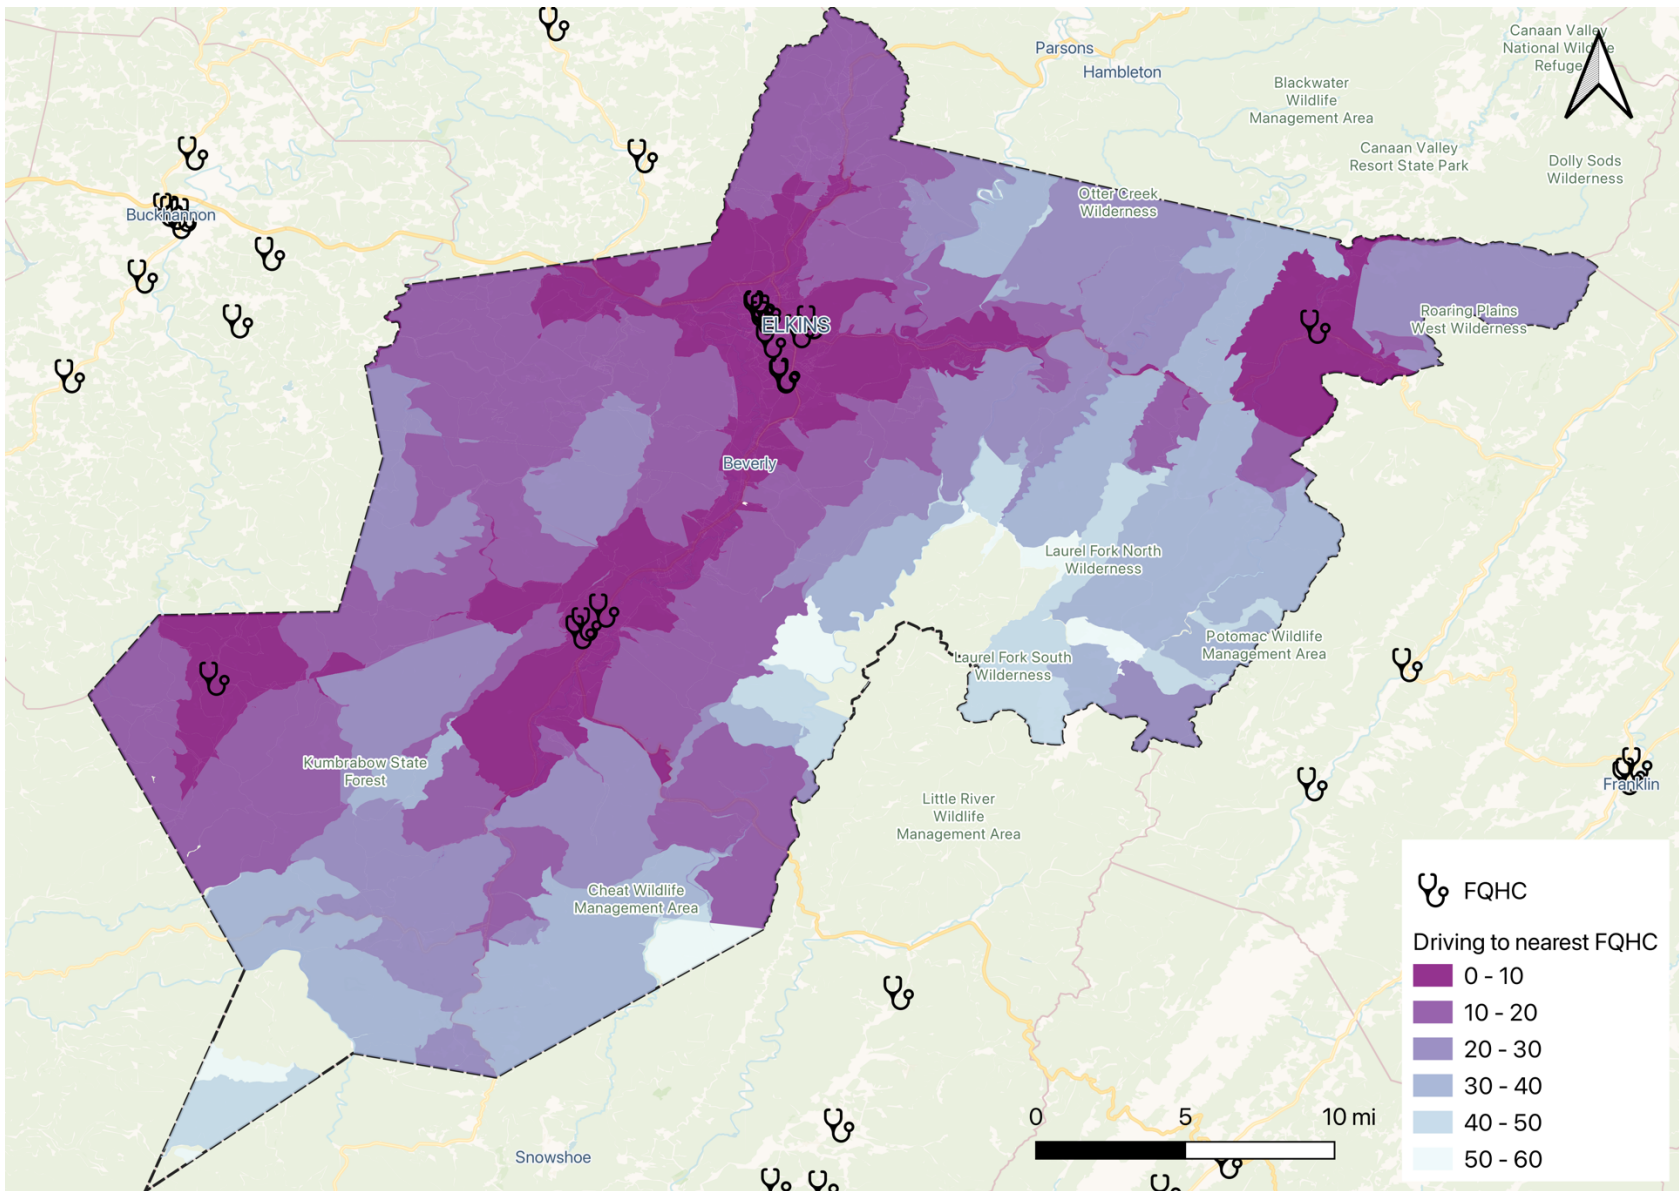 Parsons
Hambleton
Canaan Valley
National Wildlife
Refuge
Blackwater
Wildlife
Management Area
Canaan Valley
Resort State Park
Dolly Sods
Wilderness
Otter Creek
Wilderness
Buckhannon
ELKINS
Roaring Plains
West Wilderness
Beverly
Laurel Fork North
Wilderness
Potomac Wildlife
Management Area
Laurel Fork South
Wilderness
Kumbrabow State
Forest
Little River
Wildlife
Management Area
Franklin
Cheat Wildlife
Management Area
Snowshoe
FQHC
Driving to nearest FQHC
0 - 10
10 - 20
20 - 30
30 - 40
40 - 50
50 - 60
0 5 10 mi